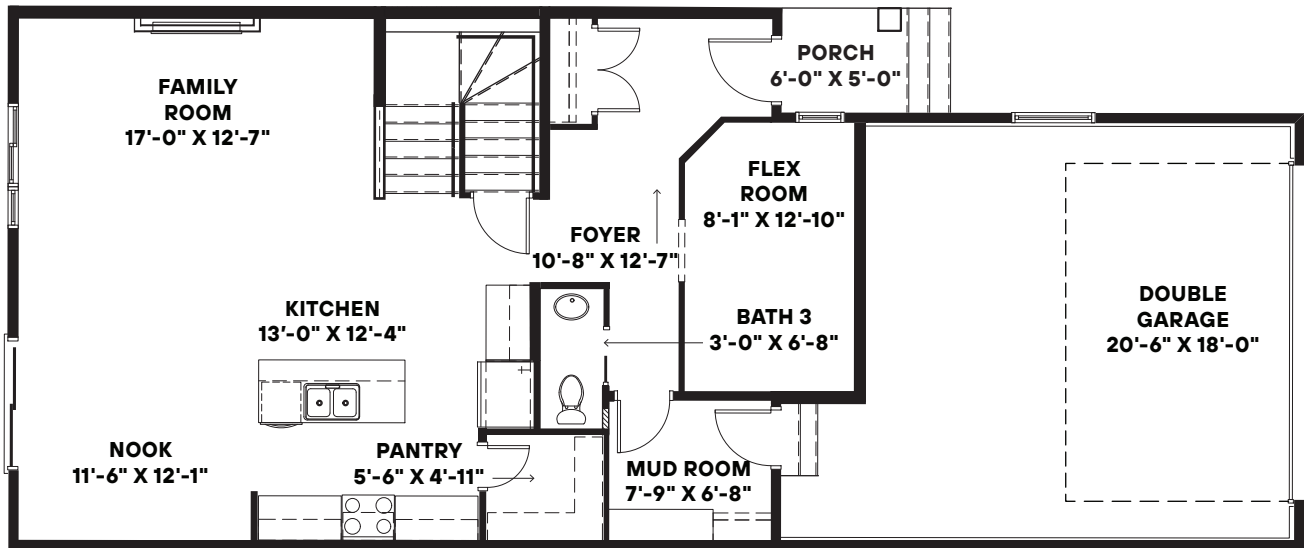 PORCH
6'-0" X 5'-0"
FAMILY
ROOM
17'-0" X 12'-7"
FLEX
ROOM
8'-1" X 12'-10"
FOYER
10'-8" X 12'-7"
KITCHEN
13'-0" X 12'-4"
BATH 3
3'-0" X 6'-8"
DOUBLE
GARAGE
20'-6" X 18'-0"
NOOK
11'-6" X 12'-1"
PANTRY
5'-6" X 4'-11"
MUD ROOM
7'-9" X 6'-8"